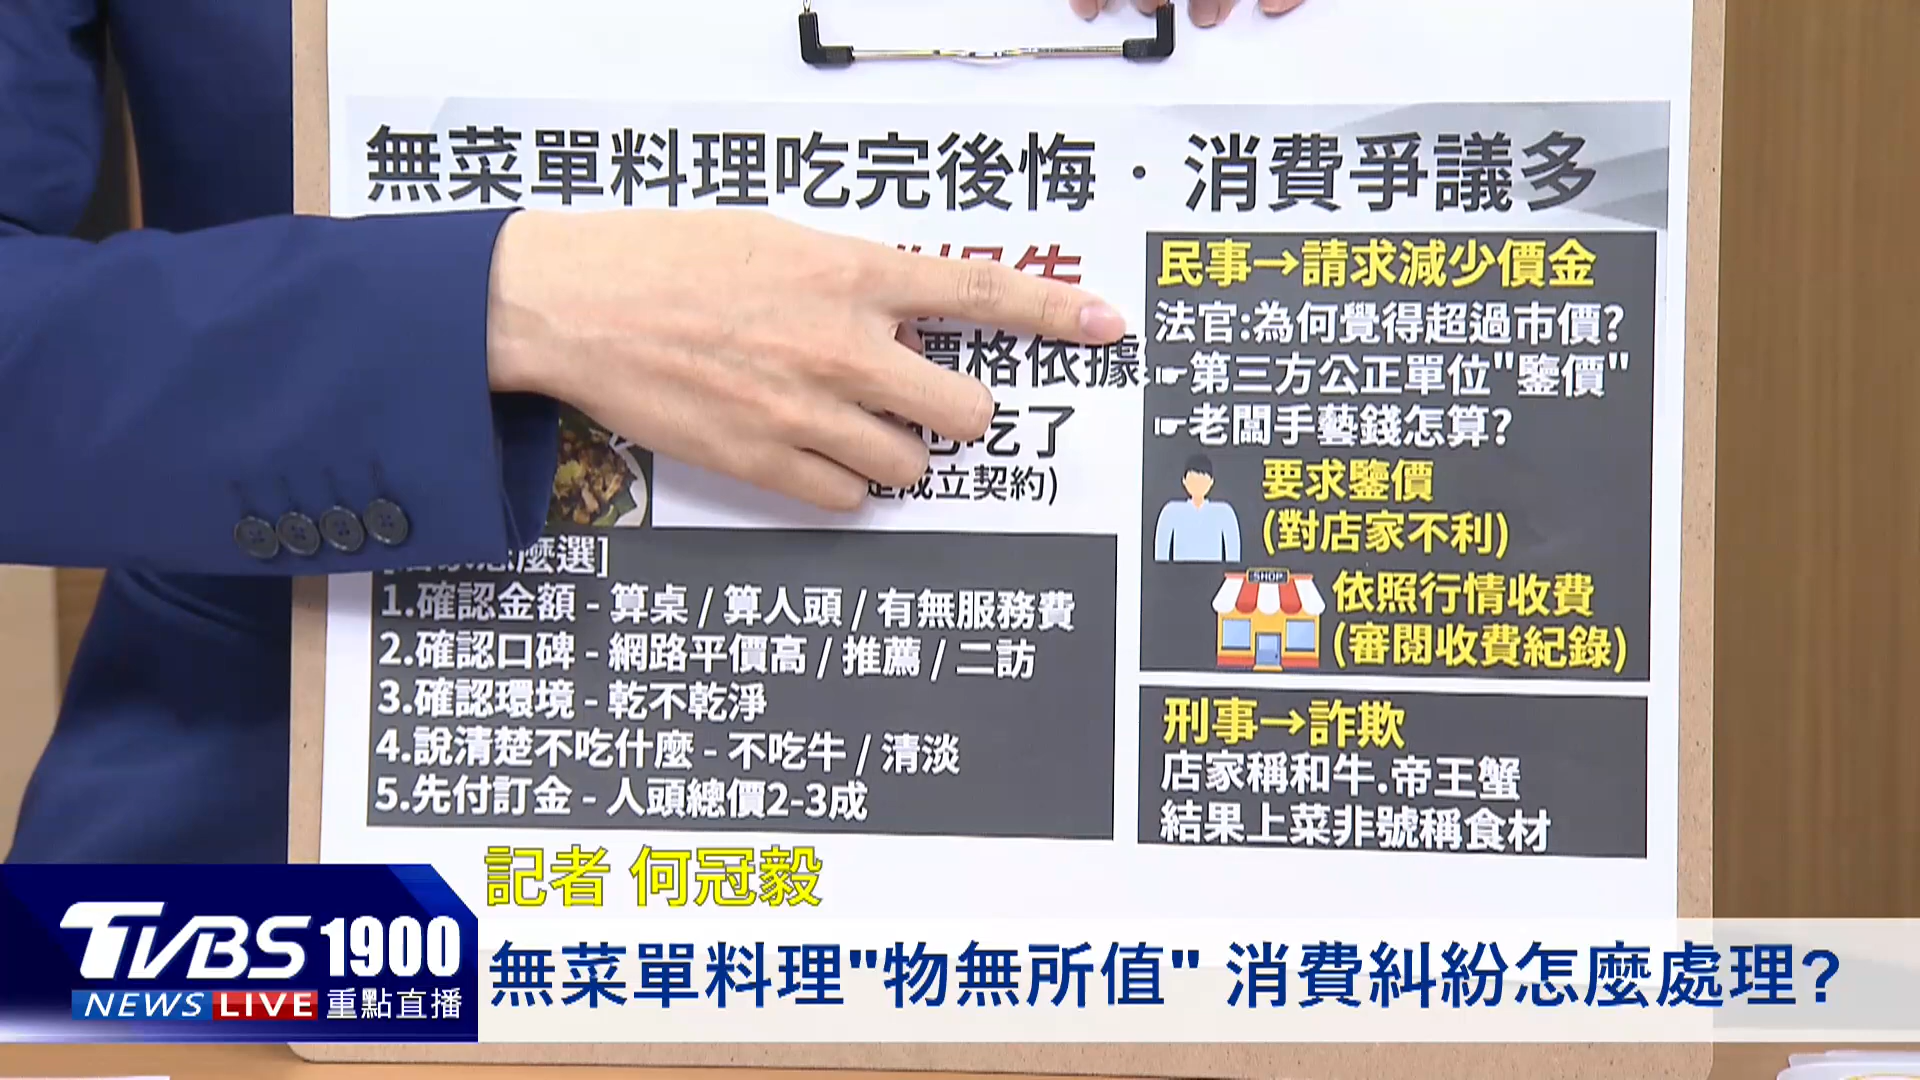 無菜單料理吃完後悔．消費爭議多
價格依據
吃了
成立契約)
怎麼選]
1.確認金額 - 算桌 / 算人頭 / 有無服務費
2.確認口碑 - 網路平價高 / 推薦 / 二訪
3.確認環境 - 乾不乾淨
4.說清楚不吃什麼 - 不吃牛 / 清淡
5.先付訂金 - 人頭總價2-3成
民事→請求減少價金
法官:為何覺得超過市價?
☛第三方公正單位"鑒價"
☛老闆手藝錢怎算?
要求鑒價
(對店家不利)
SHOP
依照行情收費
(審閱收費紀錄)
刑事→詐欺
店家稱和牛.帝王蟹
結果上菜非號稱食材
記者 何冠毅
TVBS 1900
NEWS LIVE 重點直播
無菜單料理"物無所值" 消費糾紛怎麼處理?